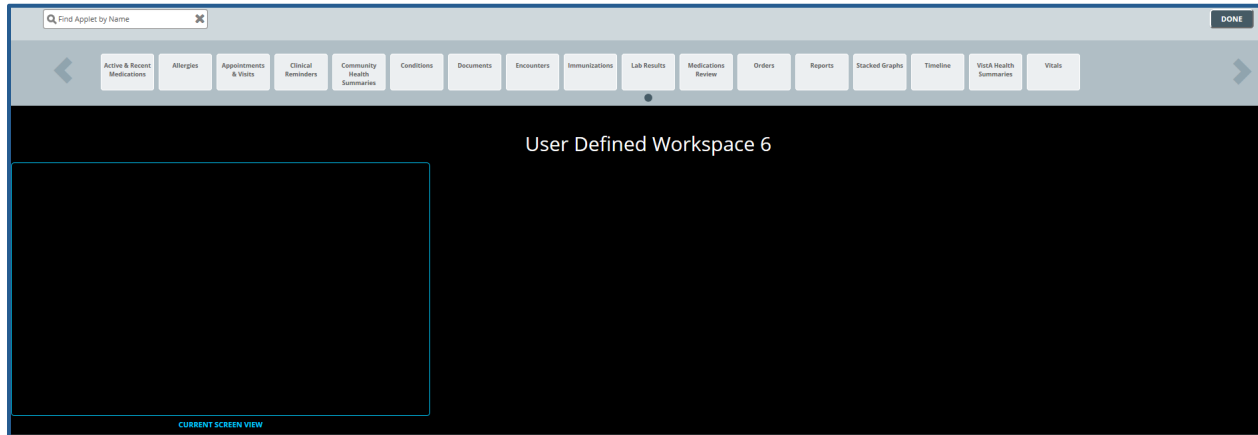 Find Applet by Name
DONE
Active & Recent
Medications
Allergies
Appointments
& Visits
Clinical
Reminders
Community
Health
Summaries
Conditions
Documents
Encounters
Immunizations
Lab Results
Medications
Review
Orders
Reports
Stacked Graphs
Timeline
VistA Health
Summaries
Vitals
User Defined Workspace 6
CURRENT SCREEN VIEW